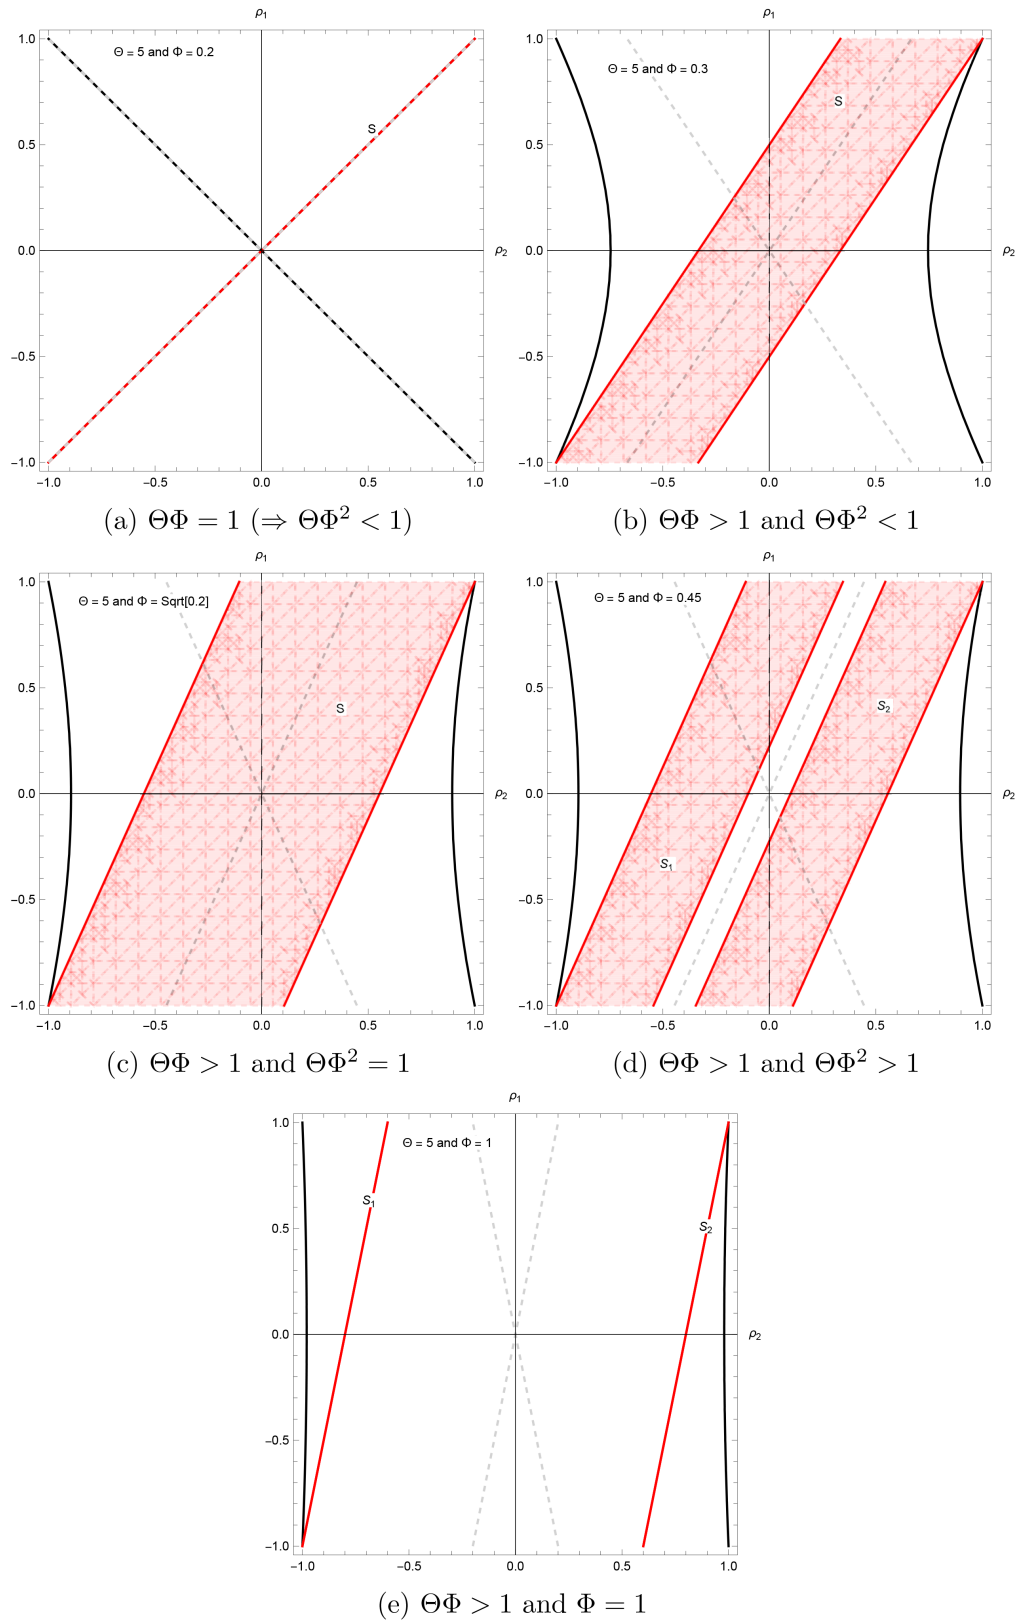 ρ1
ρ1
1.0
Θ = 5 and Φ = 0.2
S
0.5
0.0
ρ2
−0.5
−1.0
−1.0 −0.5 0.0 0.5 1.0
1.0
Θ = 5 and Φ = 0.3
S
0.5
0.0
ρ2
−0.5
−1.0
−1.0 −0.5 0.0 0.5 1.0
(a) ΘΦ = 1 (⇒ ΘΦ² < 1)
(b) ΘΦ > 1 and ΘΦ² < 1
ρ1
ρ1
1.0
Θ = 5 and Φ = Sqrt[0.2]
0.5
S
0.0
ρ2
−0.5
−1.0
−1.0 −0.5 0.0 0.5 1.0
1.0
Θ = 5 and Φ = 0.45
0.5
S2
0.0
ρ2
S1
−0.5
−1.0
−1.0 −0.5 0.0 0.5 1.0
(c) ΘΦ > 1 and ΘΦ² = 1
(d) ΘΦ > 1 and ΘΦ² > 1
ρ1
1.0
Θ = 5 and Φ = 1
S1
S2
0.5
0.0
ρ2
−0.5
−1.0
−1.0 −0.5 0.0 0.5 1.0
(e) ΘΦ > 1 and Φ = 1